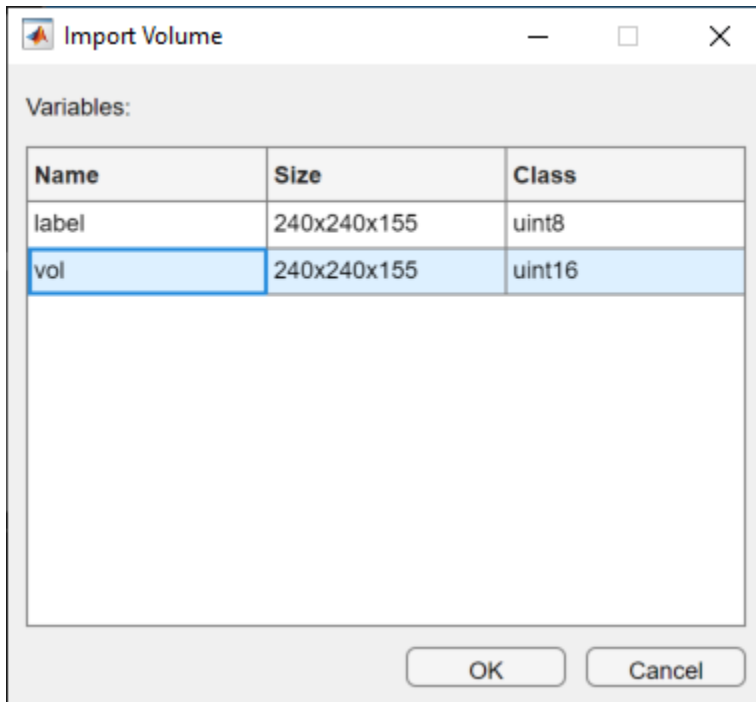 Import Volume
Variables:
Name Size Class
label 240x240x155 uint8
vol 240x240x155 uint16
OK Cancel